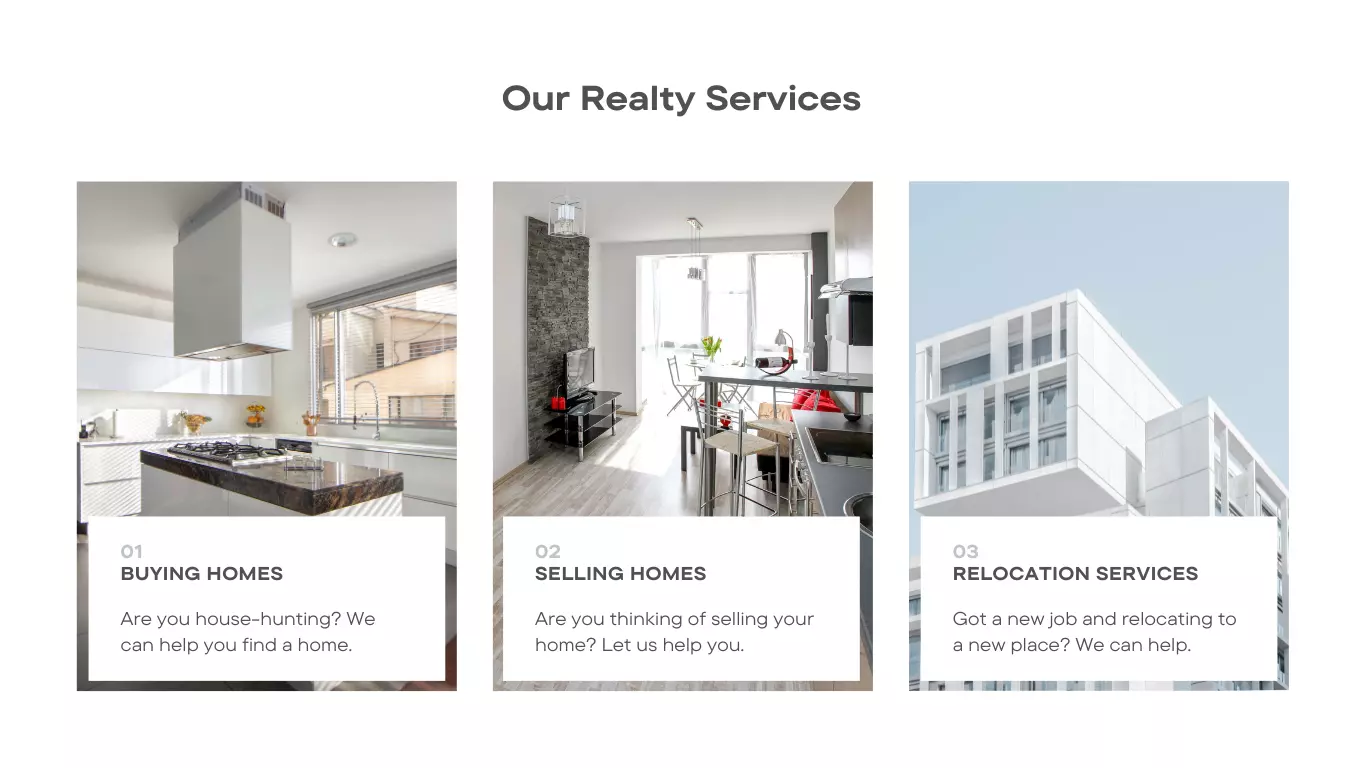 Our Realty Services
01
BUYING HOMES
Are you house-hunting? We
can help you find a home.
02
SELLING HOMES
Are you thinking of selling your
home? Let us help you.
03
RELOCATION SERVICES
Got a new job and relocating to
a new place? We can help.